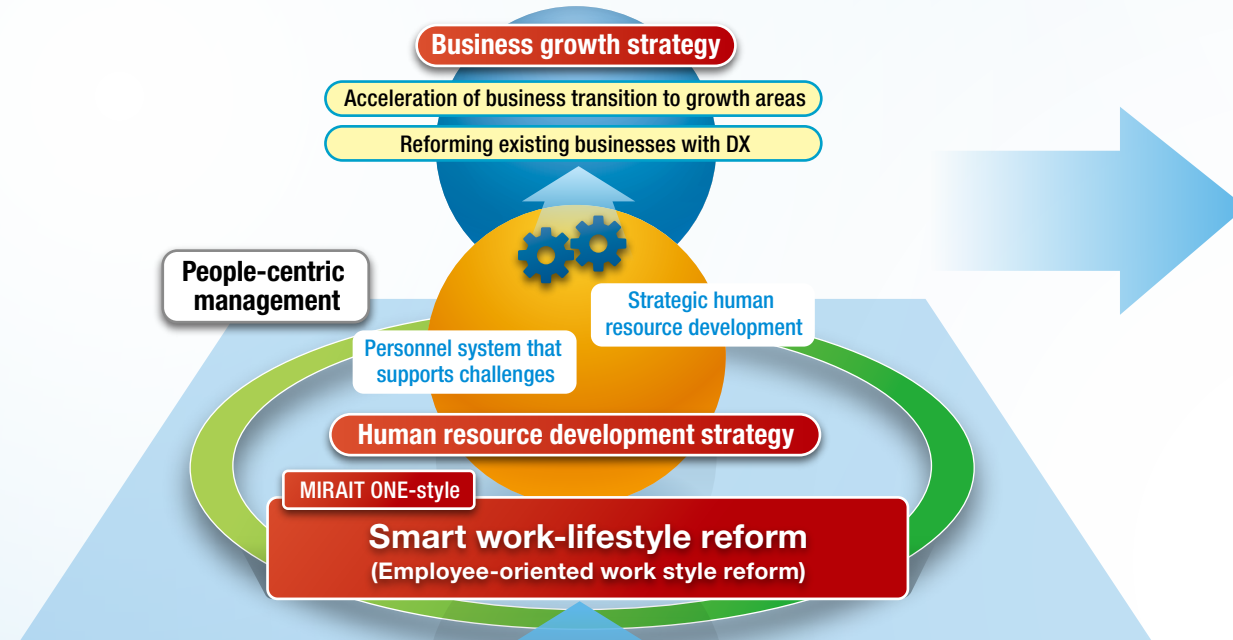 Business growth strategy
Acceleration of business transition to growth areas
Reforming existing businesses with DX
People-centric
management
Strategic human
resource development
Personnel system that
supports challenges
Human resource development strategy
MIRAIT ONE-style
Smart work-lifestyle reform
(Employee-oriented work style reform)